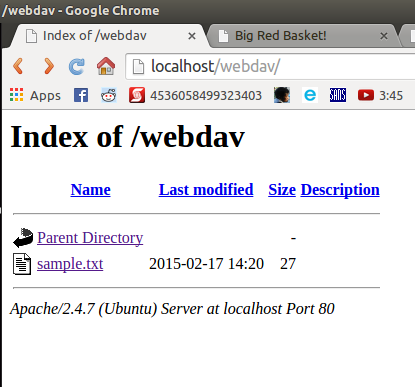 /webdav - Google Chrome
Index of /webdav × Big Red Basket! ×
localhost/webdav/
Apps 4536058499323403 SANS 3:45
Index of /webdav
Name Last modified Size Description
Parent Directory -
sample.txt 2015-02-17 14:20 27
Apache/2.4.7 (Ubuntu) Server at localhost Port 80